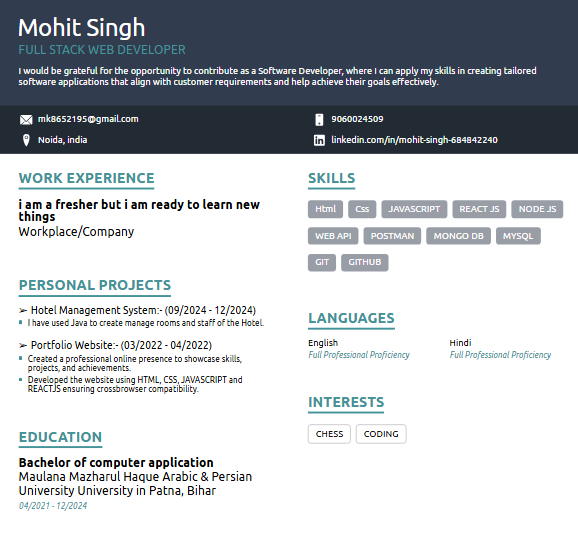 Mohit Singh
FULL STACK WEB DEVELOPER
I would be grateful for the opportunity to contribute as a Software Developer, where I can apply my skills in creating tailored
software applications that align with customer requirements and help achieve their goals effectively.
mk8652195@gmail.com
9060024509
Noida, india
linkedin.com/in/mohit-singh-684842240
WORK EXPERIENCE
i am a fresher but i am ready to learn new
things
Workplace/Company
PERSONAL PROJECTS
➢ Hotel Management System:- (09/2024 - 12/2024)
I have used Java to create manage rooms and staff of the Hotel.
➢ Portfolio Website:- (03/2022 - 04/2022)
Created a professional online presence to showcase skills,
projects, and achievements.
Developed the website using HTML, CSS, JAVASCRIPT and
REACTJS ensuring crossbrowser compatibility.
EDUCATION
Bachelor of computer application
Maulana Mazharul Haque Arabic & Persian
University University in Patna, Bihar
04/2021 - 12/2024
SKILLS
Html Css JAVASCRIPT REACT JS NODE JS
WEB API POSTMAN MONGO DB MYSQL
GIT GITHUB
LANGUAGES
English Hindi
Full Professional Proficiency Full Professional Proficiency
INTERESTS
CHESS CODING